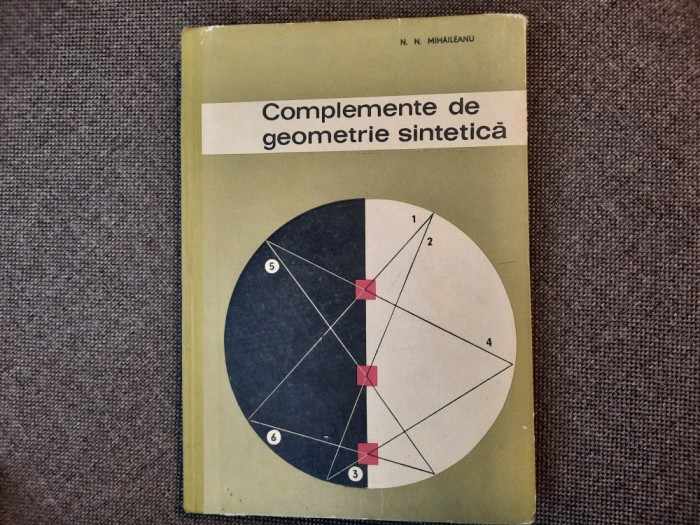 N. N. MIHĂILEANU
Complemente de
geometrie sintetică
1
2
5
4
6
3